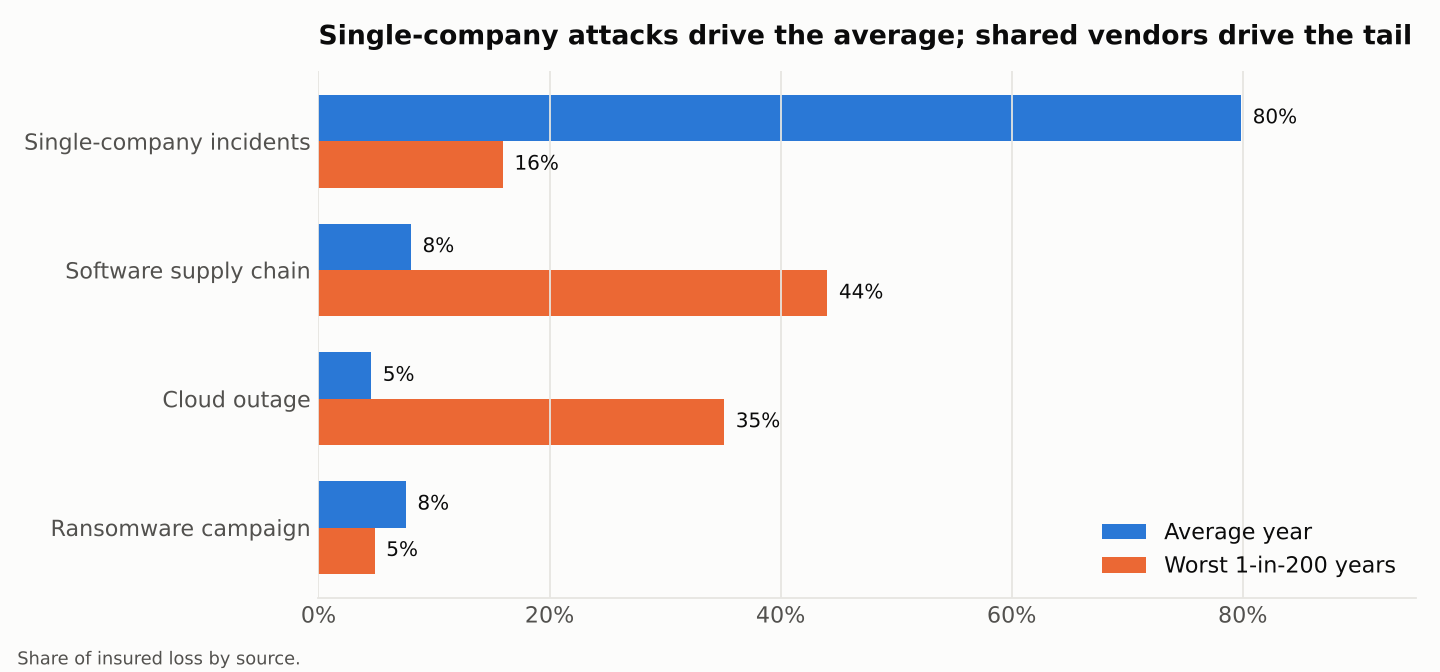 Single-company attacks drive the average; shared vendors drive the tail
Single-company incidents
80%
16%
Software supply chain
8%
44%
Cloud outage
5%
35%
Ransomware campaign
8%
5%
Average year
Worst 1-in-200 years
0% 20% 40% 60% 80%
Share of insured loss by source.